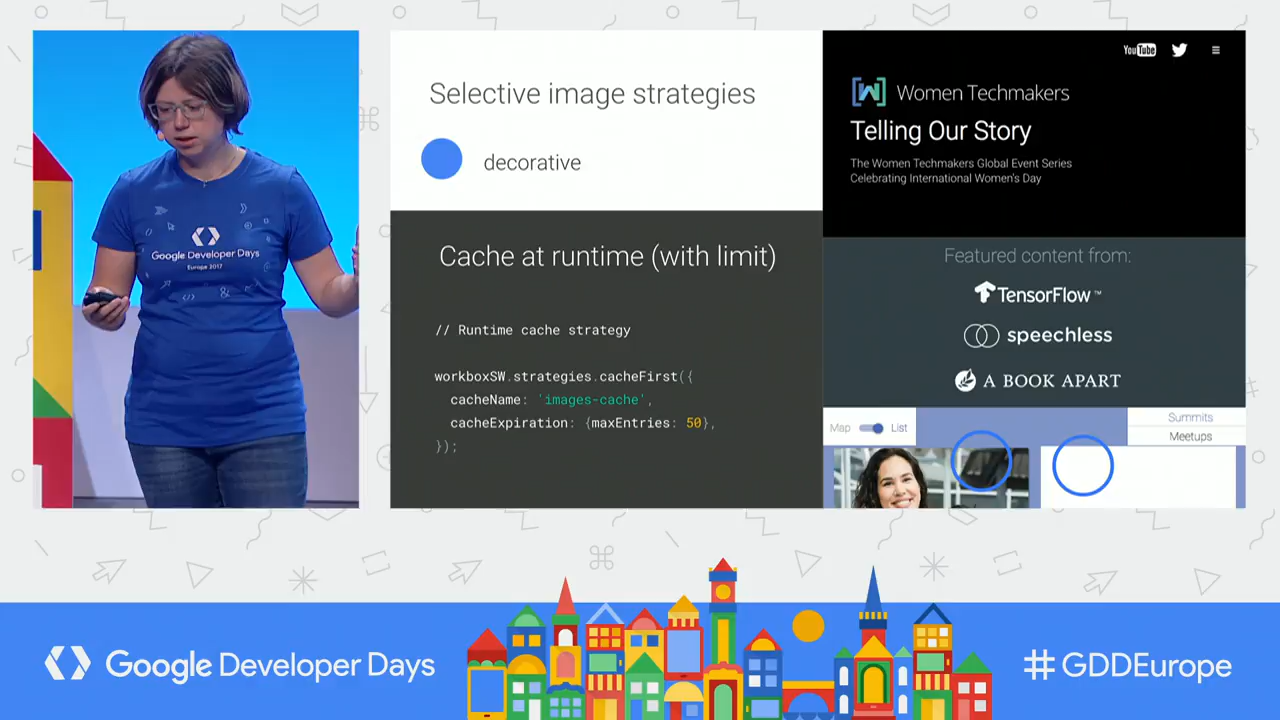 Google Developer Days
Europe 2017
Selective image strategies
decorative
Cache at runtime (with limit)
// Runtime cache strategy
workboxSW.strategies.cacheFirst({
cacheName: 'images-cache',
cacheExpiration: {maxEntries: 50},
});
YouTube
Women Techmakers
Telling Our Story
The Women Techmakers Global Event Series
Celebrating International Women's Day
Featured content from:
TensorFlow™
speechless
A BOOK APART
Map List
Summits
Meetups
Google Developer Days
#GDDEurope